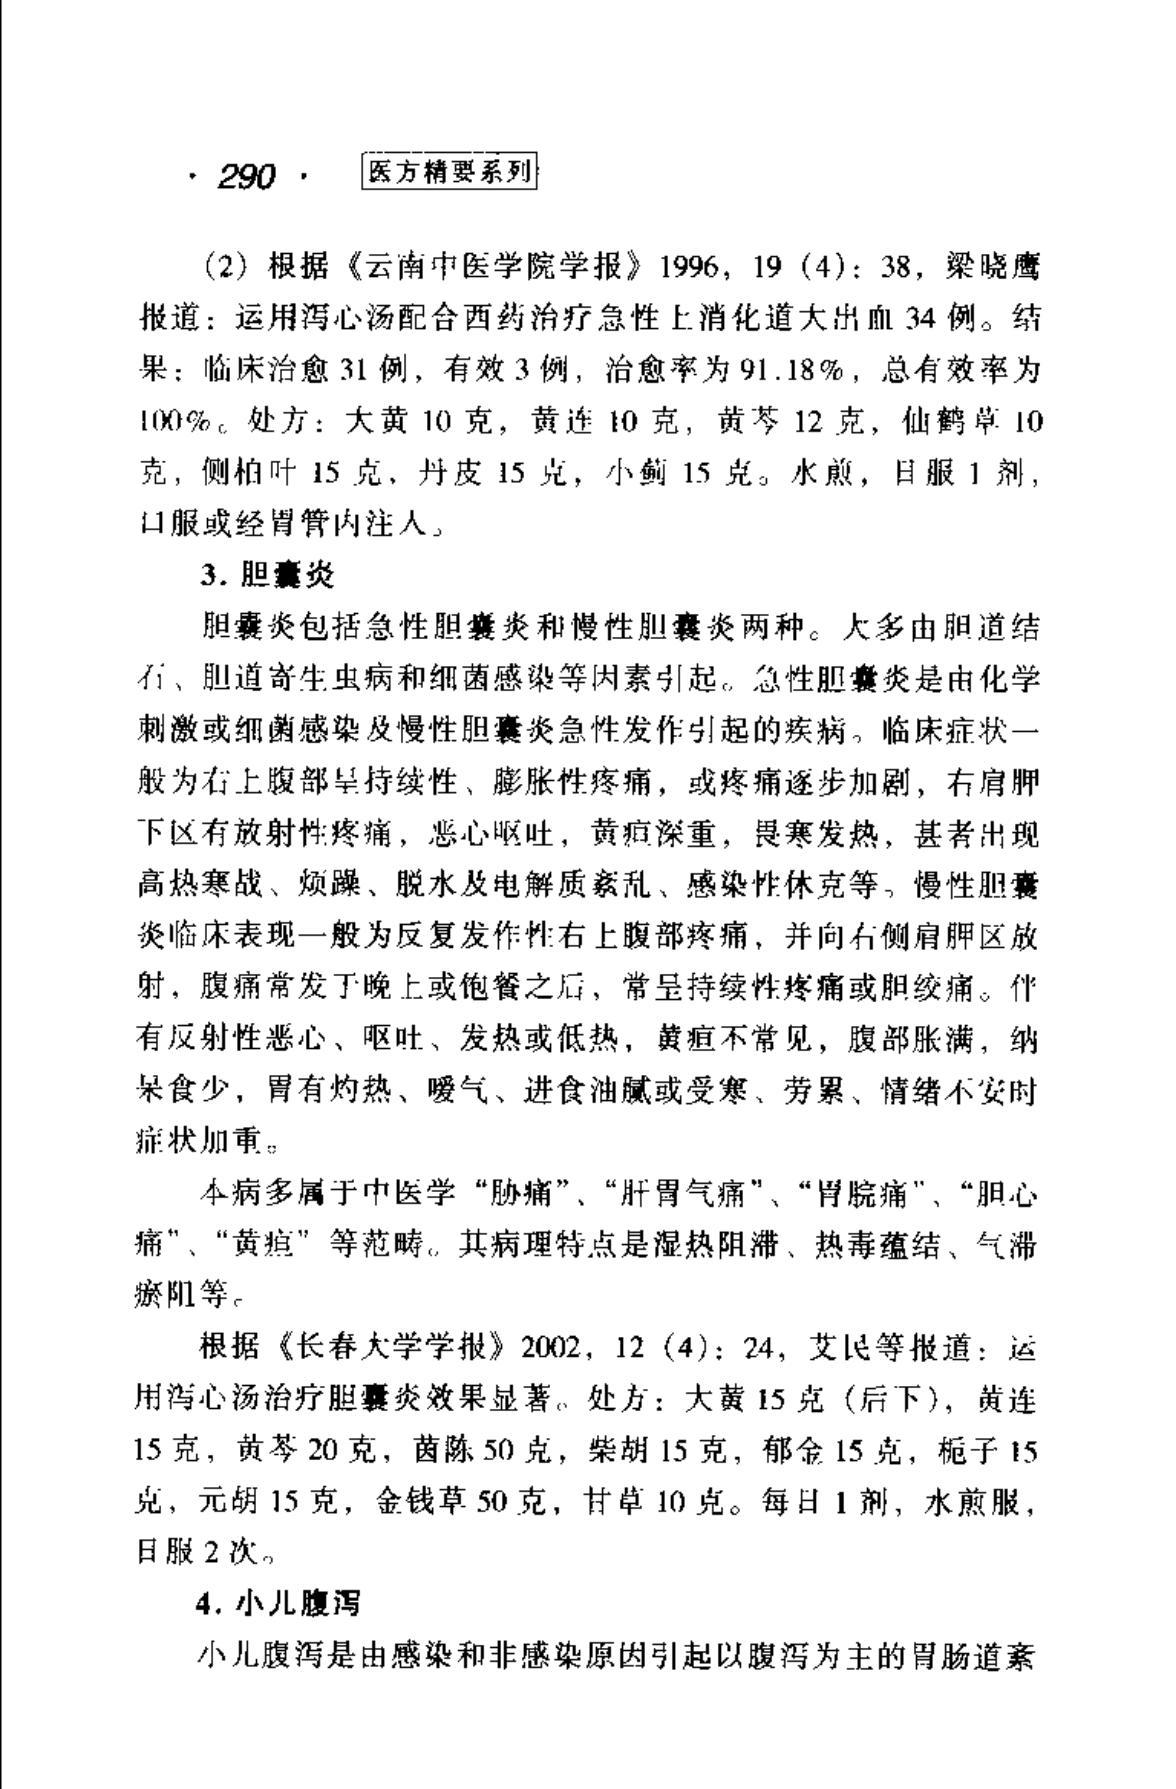 · 290 · 医方精要系列
(2) 根据《云南中医学院学报》1996, 19 (4): 38, 梁晓鹰
报道: 运用泻心汤配合西药治疗急性上消化道大出血 34 例。结
果: 临床治愈 31 例, 有效 3 例, 治愈率为 91.18%, 总有效率为
100%。处方: 大黄 10 克, 黄连 10 克, 黄芩 12 克, 仙鹤草 10
克, 侧柏叶 15 克, 丹皮 15 克, 小蓟 15 克。水煎, 日服 1 剂,
口服或经胃管内注人。
3. 胆囊炎
胆囊炎包括急性胆囊炎和慢性胆囊炎两种。大多由胆道结
石、胆道寄生虫病和细菌感染等因素引起。急性胆囊炎是由化学
刺激或细菌感染及慢性胆囊炎急性发作引起的疾病。临床症状一
般为右上腹部呈持续性、膨胀性疼痛, 或疼痛逐步加剧, 右肩胛
下区有放射性疼痛, 恶心呕吐, 黄疸深重, 畏寒发热, 甚者出现
高热寒战、烦躁、脱水及电解质紊乱、感染性休克等。慢性胆囊
炎临床表现一般为反复发作性右上腹部疼痛, 并向右侧肩胛区放
射, 腹痛常发于晚上或饱餐之后, 常呈持续性疼痛或胆绞痛。伴
有反射性恶心、呕吐、发热或低热, 黄疸不常见, 腹部胀满, 纳
呆食少, 胃有灼热、嗳气、进食油腻或受寒、劳累、情绪不安时
症状加重。
本病多属于中医学 “胁痛”、“肝胃气痛”、“胃脘痛”、“胆心
痛”、“黄疸” 等范畴。其病理特点是湿热阻滞、热毒蕴结、气滞
瘀阻等。
根据《长春大学学报》2002, 12 (4): 24, 艾民等报道: 运
用泻心汤治疗胆囊炎效果显著。处方: 大黄 15 克 (后下), 黄连
15 克, 黄芩 20 克, 茵陈 50 克, 柴胡 15 克, 郁金 15 克, 栀子 15
克, 元胡 15 克, 金钱草 50 克, 甘草 10 克。每日 1 剂, 水煎服,
日服 2 次。
4. 小儿腹泻
小儿腹泻是由感染和非感染原因引起以腹泻为主的胃肠道紊